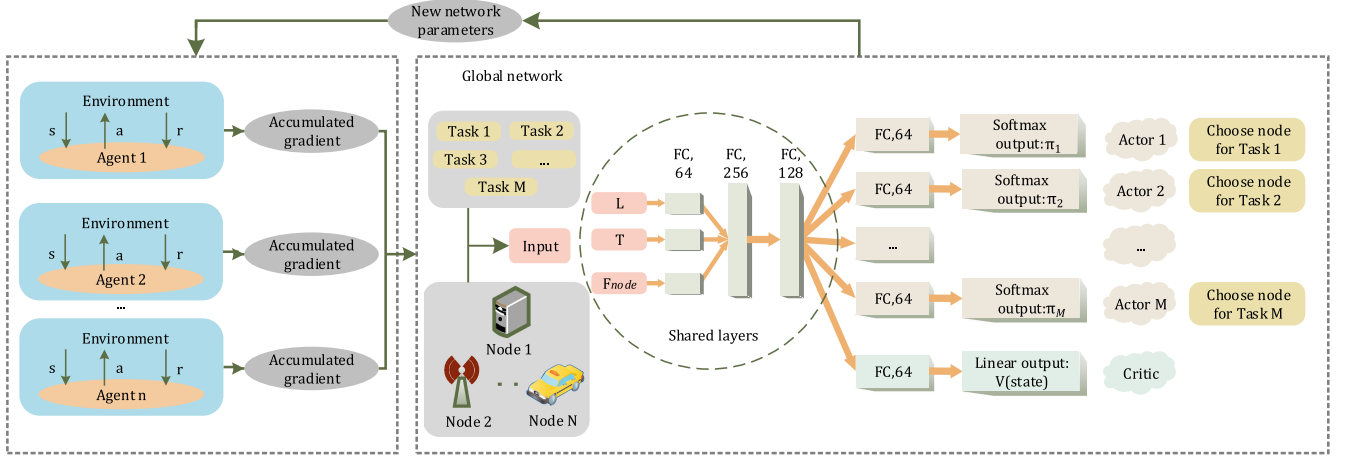 New network
parameters
Environment
s
a
r
Agent 1
Accumulated
gradient
Environment
s
a
r
Agent 2
Accumulated
gradient
...
Environment
s
a
r
Agent n
Accumulated
gradient
Global network
Task 1
Task 2
Task 3
...
Task M
Input
Node 1
Node 2
Node N
L
T
Fnode
FC,
64
FC,
256
FC,
128
Shared layers
FC,64
Softmax
output:π1
Actor 1
Choose node
for Task 1
FC,64
Softmax
output:π2
Actor 2
Choose node
for Task 2
...
...
FC,64
Softmax
output:πM
Actor M
Choose node
for Task M
FC,64
Linear output:
V(state)
Critic